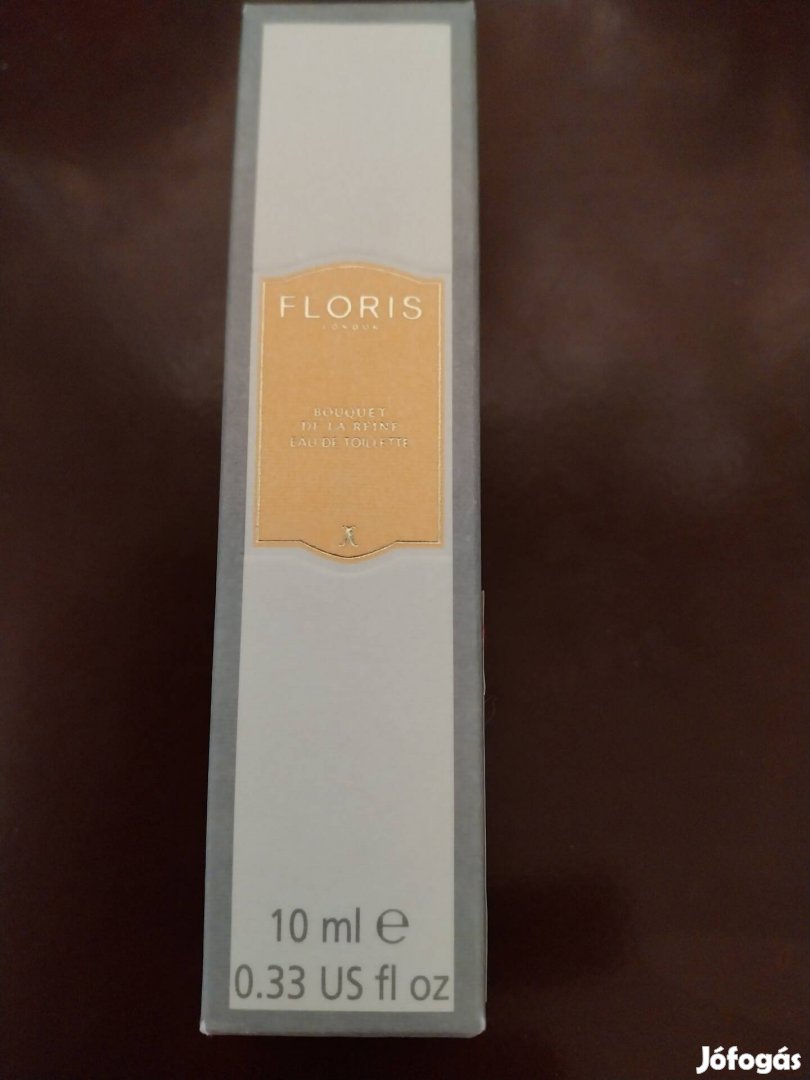 FLORIS
LONDON
BOUQUET
DE LA REINE
EAU DE TOILETTE
10 ml ℮
0.33 US fl oz
Jófogás